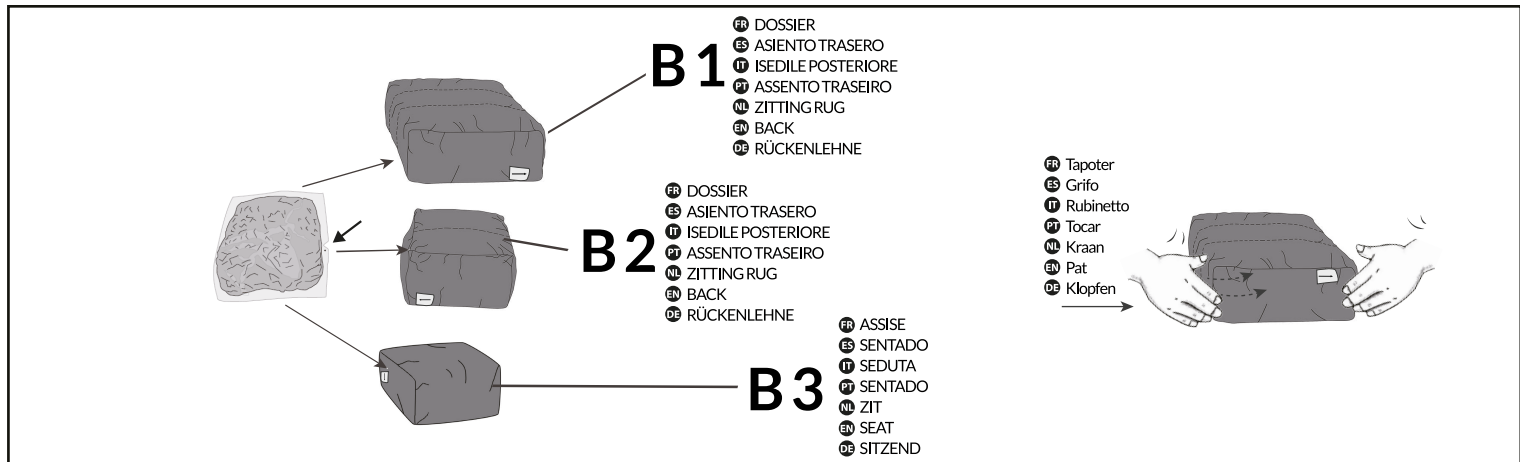 B1
FR DOSSIER
ES ASIENTO TRASERO
IT ISEDILE POSTERIORE
PT ASSENTO TRASEIRO
NL ZITTING RUG
EN BACK
DE RÜCKENLEHNE
B2
FR DOSSIER
ES ASIENTO TRASERO
IT ISEDILE POSTERIORE
PT ASSENTO TRASEIRO
NL ZITTING RUG
EN BACK
DE RÜCKENLEHNE
B3
FR ASSISE
ES SENTADO
IT SEDUTA
PT SENTADO
NL ZIT
EN SEAT
DE SITZEND
FR Tapoter
ES Grifo
IT Rubinetto
PT Tocar
NL Kraan
EN Pat
DE Klopfen